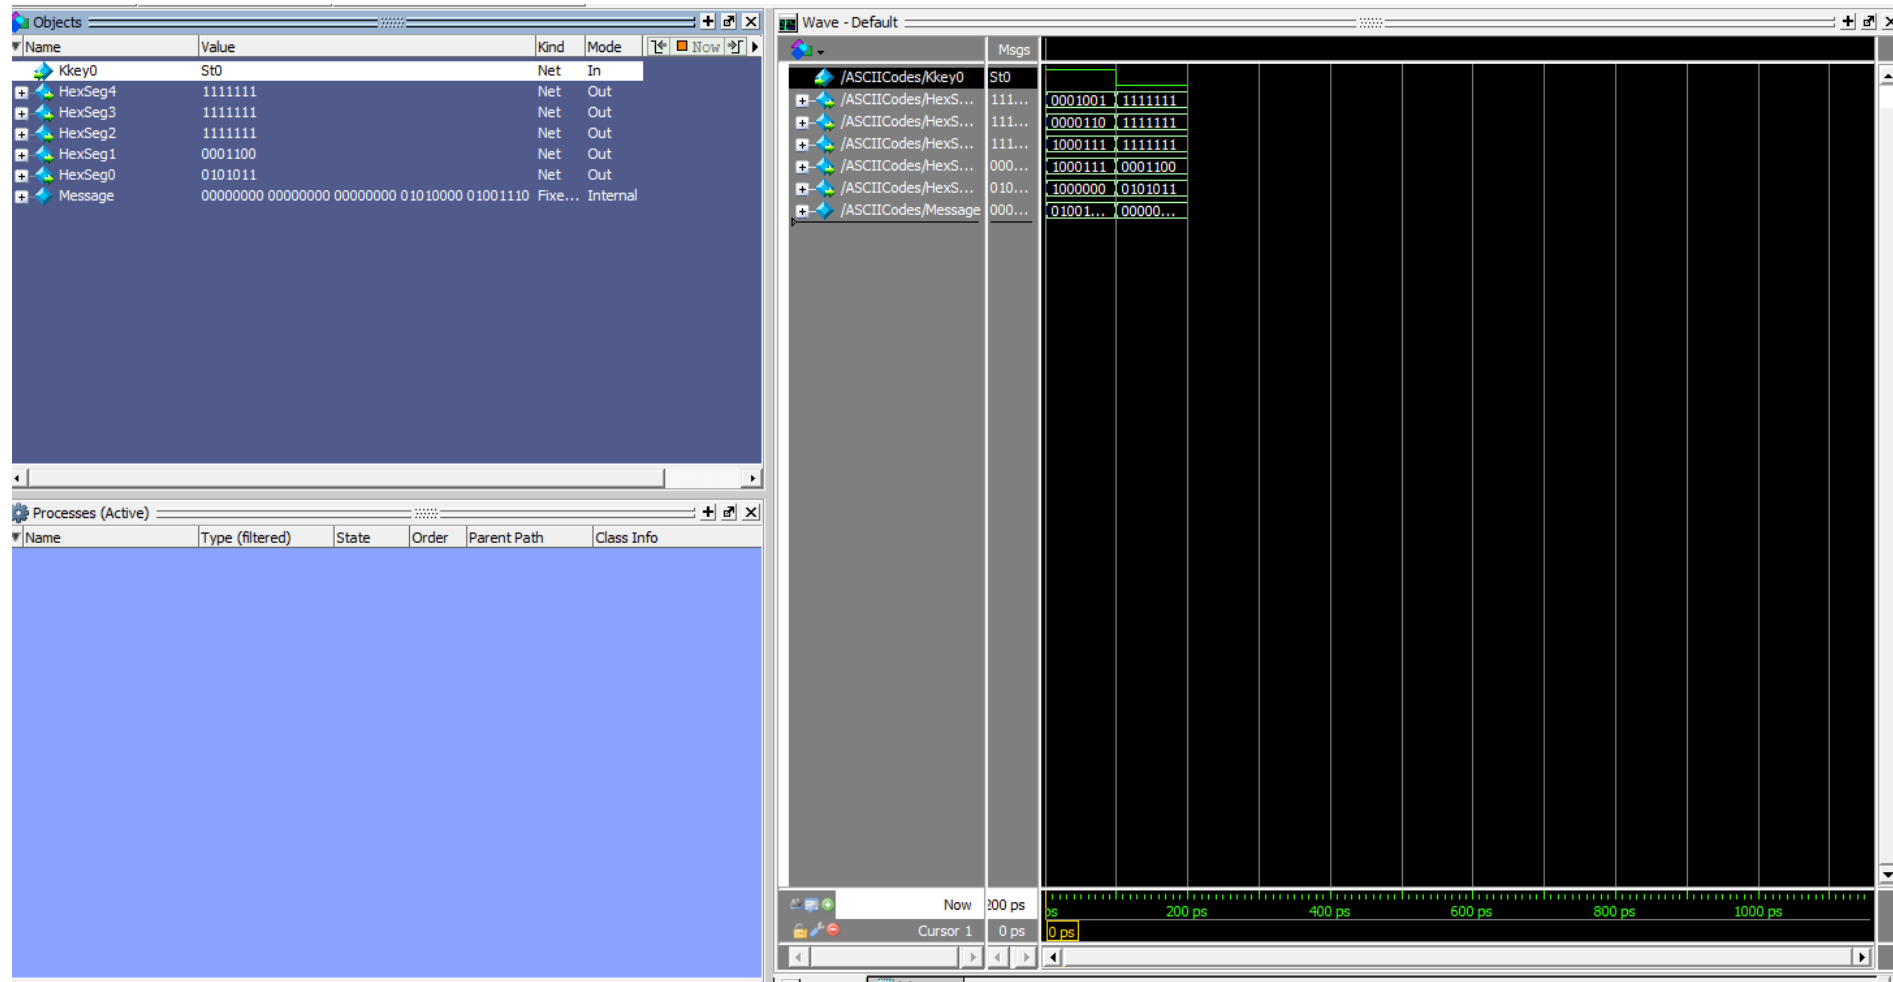 Objects
Name Value Kind Mode Now
Kkey0 St0 Net In
HexSeg4 1111111 Net Out
HexSeg3 1111111 Net Out
HexSeg2 1111111 Net Out
HexSeg1 0001100 Net Out
HexSeg0 0101011 Net Out
Message 00000000 00000000 00000000 01010000 01001110 Fixe... Internal
Processes (Active)
Name Type (filtered) State Order Parent Path Class Info
Wave - Default
Msgs
/ASCIICodes/Kkey0 St0
/ASCIICodes/HexS... 111... 0001001 1111111
/ASCIICodes/HexS... 111... 0000110 1111111
/ASCIICodes/HexS... 111... 1000111 1111111
/ASCIICodes/HexS... 000... 1000111 0001100
/ASCIICodes/HexS... 010... 1000000 0101011
/ASCIICodes/Message 000... 01001... 00000...
Now 200 ps ps 200 ps 400 ps 600 ps 800 ps 1000 ps
Cursor 1 0 ps 0 ps